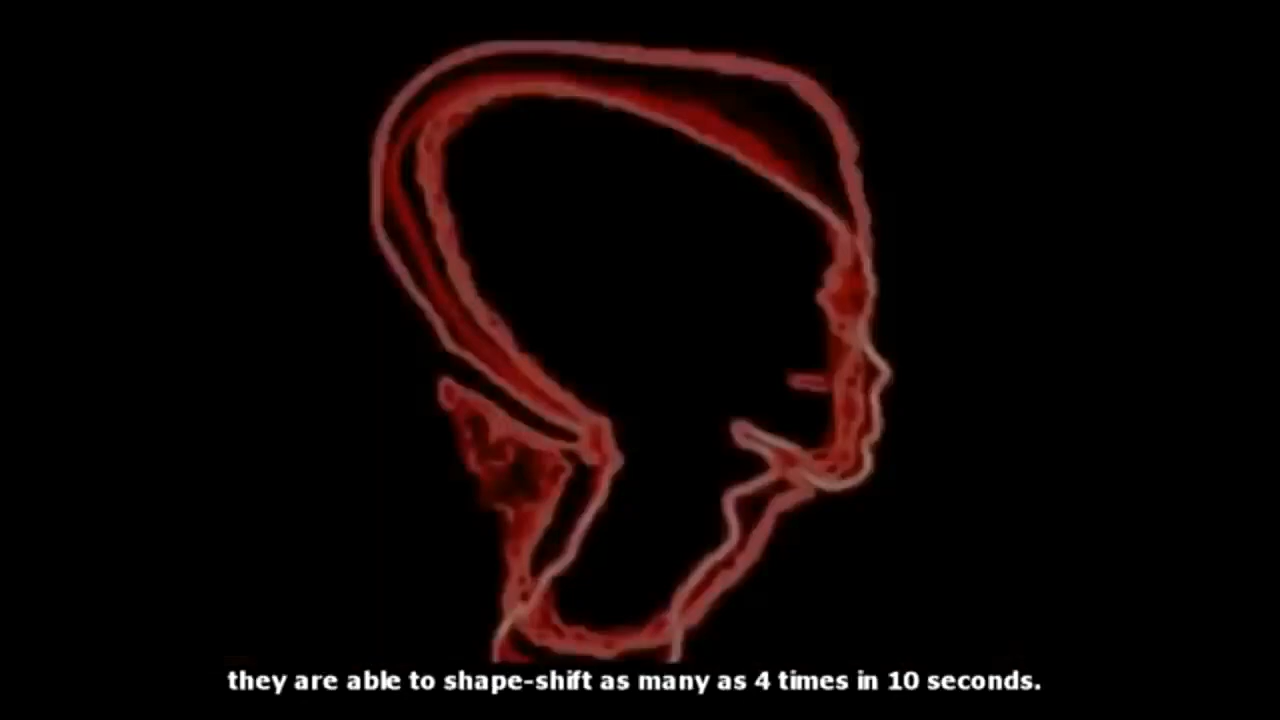 they are able to shape-shift as many as 4 times in 10 seconds.